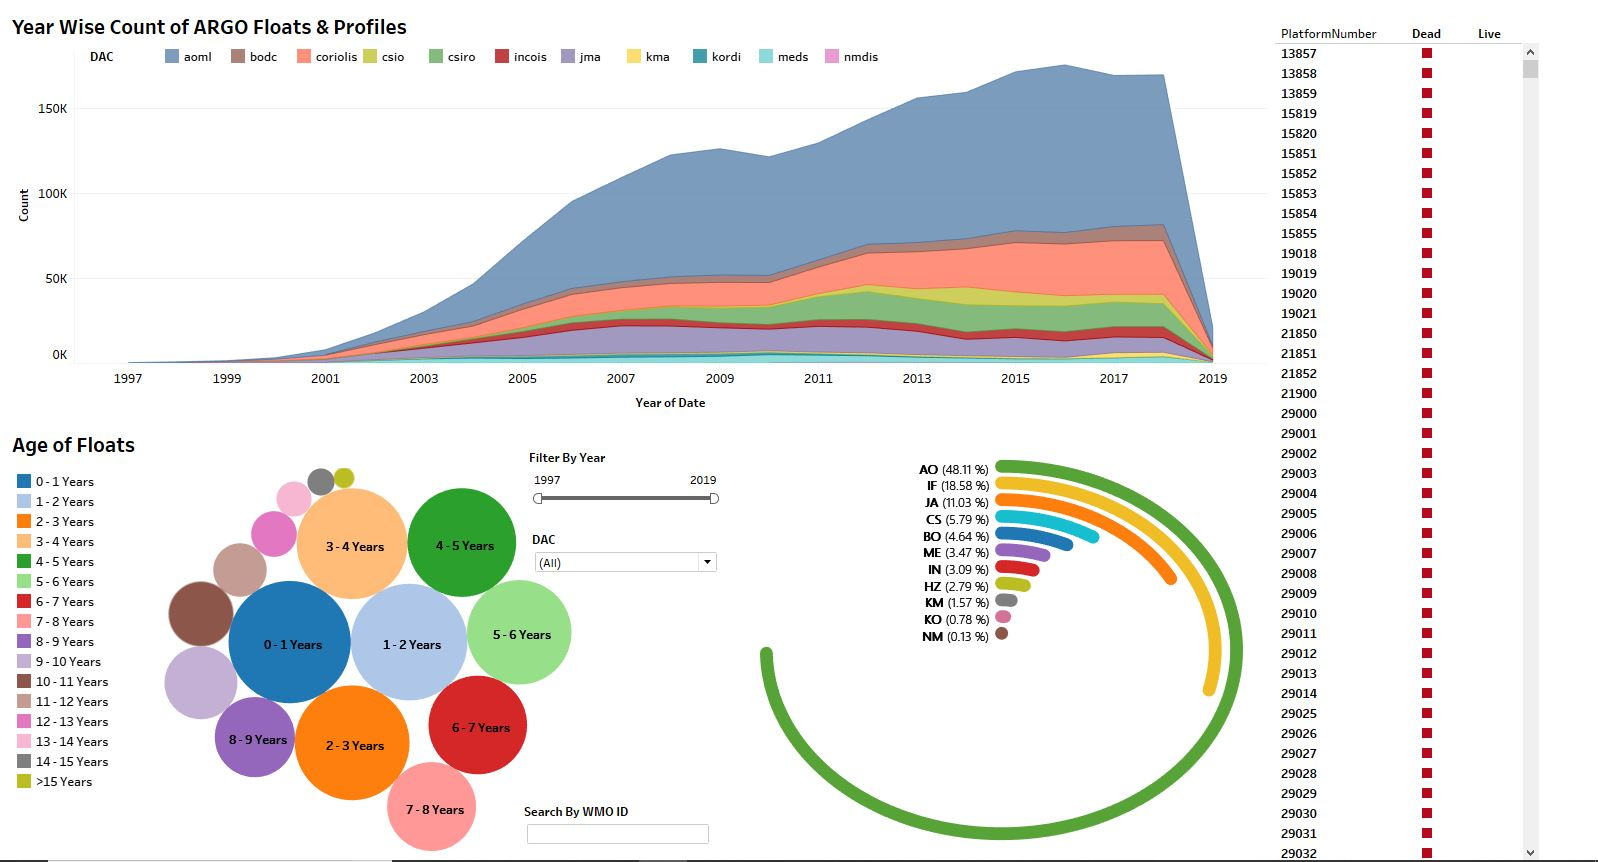 Year Wise Count of ARGO Floats & Profiles
DAC aoml bodc coriolis csio csiro incois jma kma kordi meds nmdis
150K
100K
50K
0K
Count
1997 1999 2001 2003 2005 2007 2009 2011 2013 2015 2017 2019
Year of Date
Age of Floats
0 - 1 Years
1 - 2 Years
2 - 3 Years
3 - 4 Years
4 - 5 Years
5 - 6 Years
6 - 7 Years
7 - 8 Years
8 - 9 Years
9 - 10 Years
10 - 11 Years
11 - 12 Years
12 - 13 Years
13 - 14 Years
14 - 15 Years
>15 Years
3 - 4 Years
4 - 5 Years
0 - 1 Years
1 - 2 Years
5 - 6 Years
8 - 9 Years
2 - 3 Years
6 - 7 Years
7 - 8 Years
Filter By Year
1997 2019
DAC
(All)
Search By WMO ID
AO (48.11 %)
IF (18.58 %)
JA (11.03 %)
CS (5.79 %)
BO (4.64 %)
ME (3.47 %)
IN (3.09 %)
HZ (2.79 %)
KM (1.57 %)
KO (0.78 %)
NM (0.13 %)
PlatformNumber Dead Live
13857
13858
13859
15819
15820
15851
15852
15853
15854
15855
19018
19019
19020
19021
21850
21851
21852
21900
29000
29001
29002
29003
29004
29005
29006
29007
29008
29009
29010
29011
29012
29013
29014
29025
29026
29027
29028
29029
29030
29031
29032